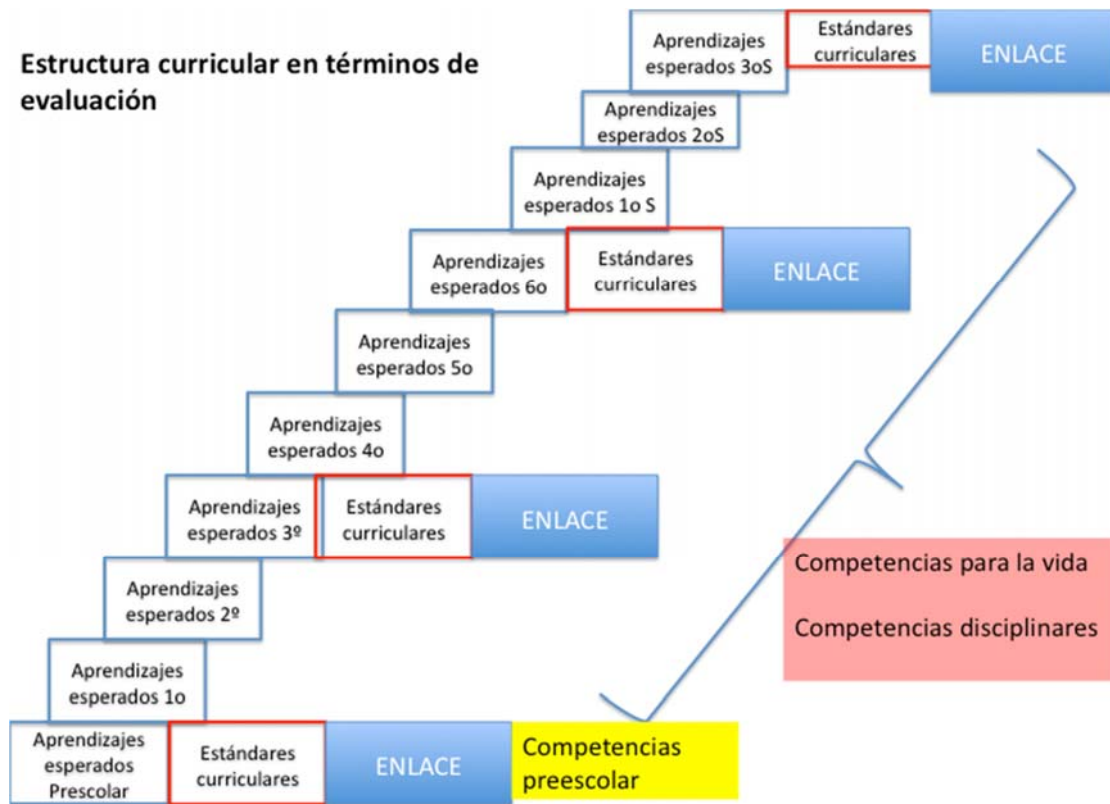 Estructura curricular en términos de
evaluación
Aprendizajes
esperados 3oS
Estándares
curriculares
ENLACE
Aprendizajes
esperados 2oS
Aprendizajes
esperados 1o S
Aprendizajes
esperados 6o
Estándares
curriculares
ENLACE
Aprendizajes
esperados 5o
Aprendizajes
esperados 4o
Aprendizajes
esperados 3º
Estándares
curriculares
ENLACE
Competencias para la vida
Competencias disciplinares
Aprendizajes
esperados 2º
Aprendizajes
esperados 1o
Aprendizajes
esperados
Prescolar
Estándares
curriculares
ENLACE
Competencias
preescolar